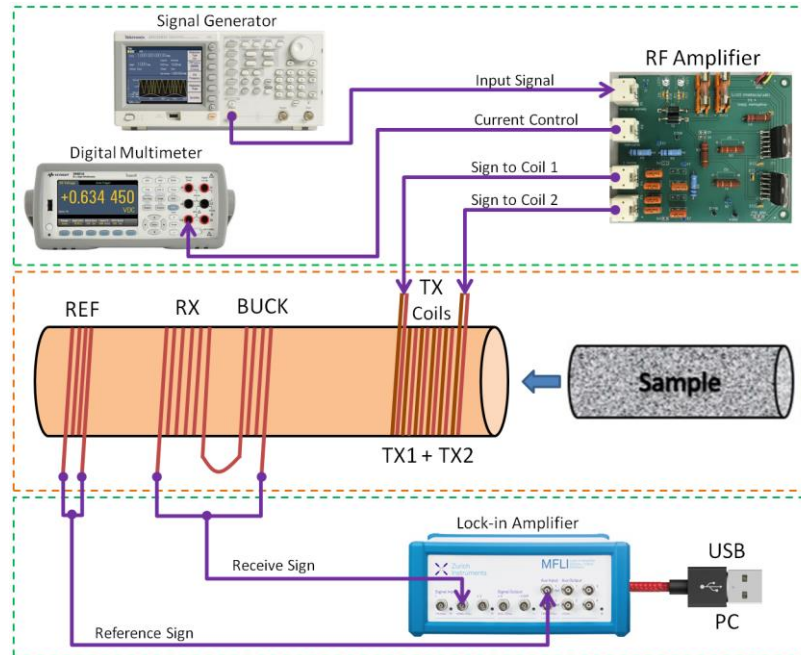 Signal Generator
RF Amplifier
Input Signal
Current Control
Digital Multimeter
+0.634 450
VDC
Sign to Coil 1
Sign to Coil 2
REF
RX
BUCK
TX
Coils
Sample
TX1 + TX2
Lock-in Amplifier
Zurich
Instruments
MFLI
Receive Sign
USB
PC
Reference Sign